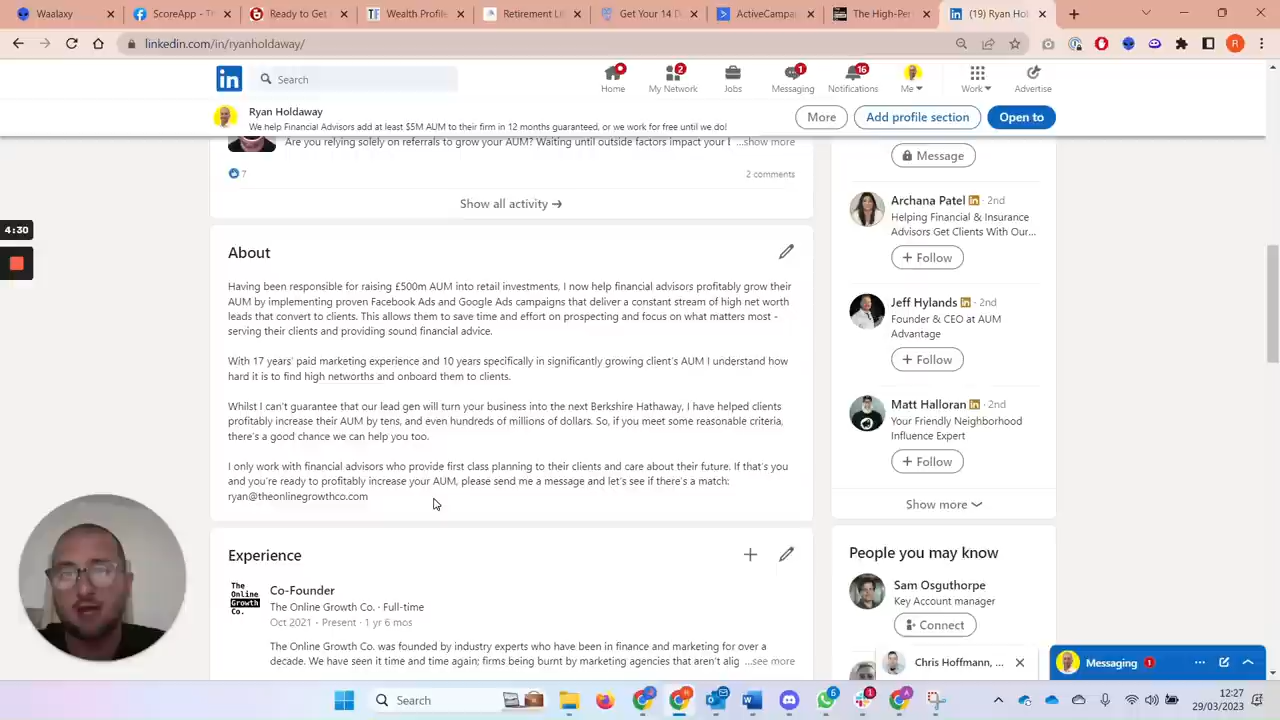 Waalaxy
ScoreApp - Th
Ready to Get
Wealth Profile
Retirement Li
Get Your 14 D
ActiveCampa
The High-Per
(19) Ryan Hol
linkedin.com/in/ryanholdaway/
R
in
Search
Home
2
My Network
Jobs
1
Messaging
16
Notifications
Me
Work
Advertise
Ryan Holdaway
We help Financial Advisors add at least $5M AUM to their firm in 12 months guaranteed, or we work for free until we do!
More
Add profile section
Open to
Are you relying solely on referrals to grow your AUM? Waiting until outside factors impact your l ...show more
7
2 comments
Show all activity →
4:30
About
Having been responsible for raising £500m AUM into retail investments, I now help financial advisors profitably grow their
AUM by implementing proven Facebook Ads and Google Ads campaigns that deliver a constant stream of high net worth
leads that convert to clients. This allows them to save time and effort on prospecting and focus on what matters most -
serving their clients and providing sound financial advice.
With 17 years' paid marketing experience and 10 years specifically in significantly growing client's AUM I understand how
hard it is to find high networths and onboard them to clients.
Whilst I can't guarantee that our lead gen will turn your business into the next Berkshire Hathaway, I have helped clients
profitably increase their AUM by tens, and even hundreds of millions of dollars. So, if you meet some reasonable criteria,
there's a good chance we can help you too.
I only work with financial advisors who provide first class planning to their clients and care about their future. If that's you
and you're ready to profitably increase your AUM, please send me a message and let's see if there's a match:
ryan@theonlinegrowthco.com
Experience
The
Online
Growth
Co.
Co-Founder
The Online Growth Co. · Full-time
Oct 2021 - Present · 1 yr 6 mos
The Online Growth Co. was founded by industry experts who have been in finance and marketing for over a
decade. We have seen it time and time again; firms being burnt by marketing agencies that aren't alig ...see more
Message
Archana Patel in · 2nd
Helping Financial & Insurance
Advisors Get Clients With Our...
+ Follow
Jeff Hylands in · 2nd
Founder & CEO at AUM
Advantage
+ Follow
Matt Halloran in · 2nd
Your Friendly Neighborhood
Influence Expert
+ Follow
Show more
People you may know
Sam Osguthorpe
Key Account manager
Connect
Chris Hoffmann, ...
Messaging 1
Search
6
1
12:27
29/03/2023